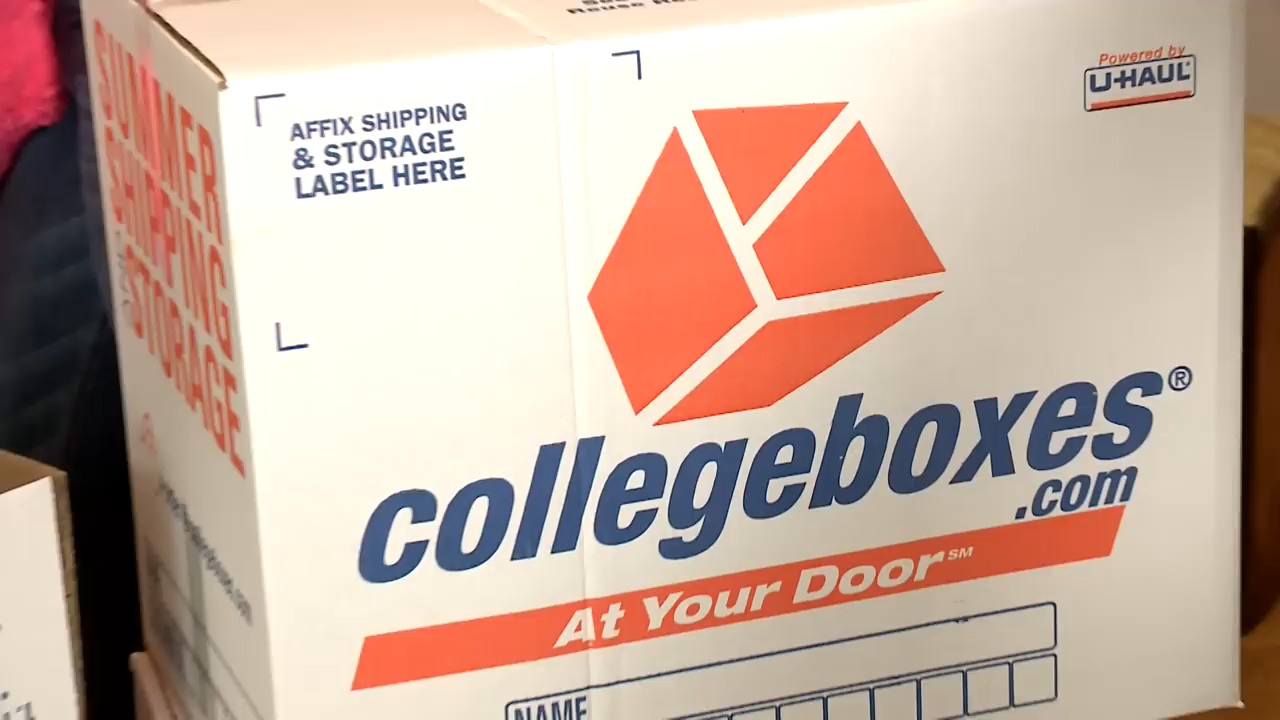 Powered by
U-HAUL
AFFIX SHIPPING
& STORAGE
LABEL HERE
SUMMER
SHIPPING
& STORAGE
collegeboxes®
.com
At Your Door℠
NAME